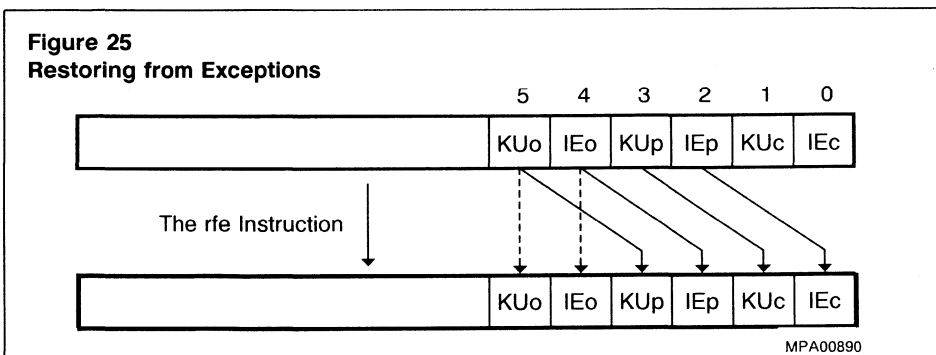 Figure 25
Restoring from Exceptions
5 4 3 2 1 0
KUo IEo KUp IEp KUc IEc
The rfe Instruction
KUo IEo KUp IEp KUc IEc
MPA00890